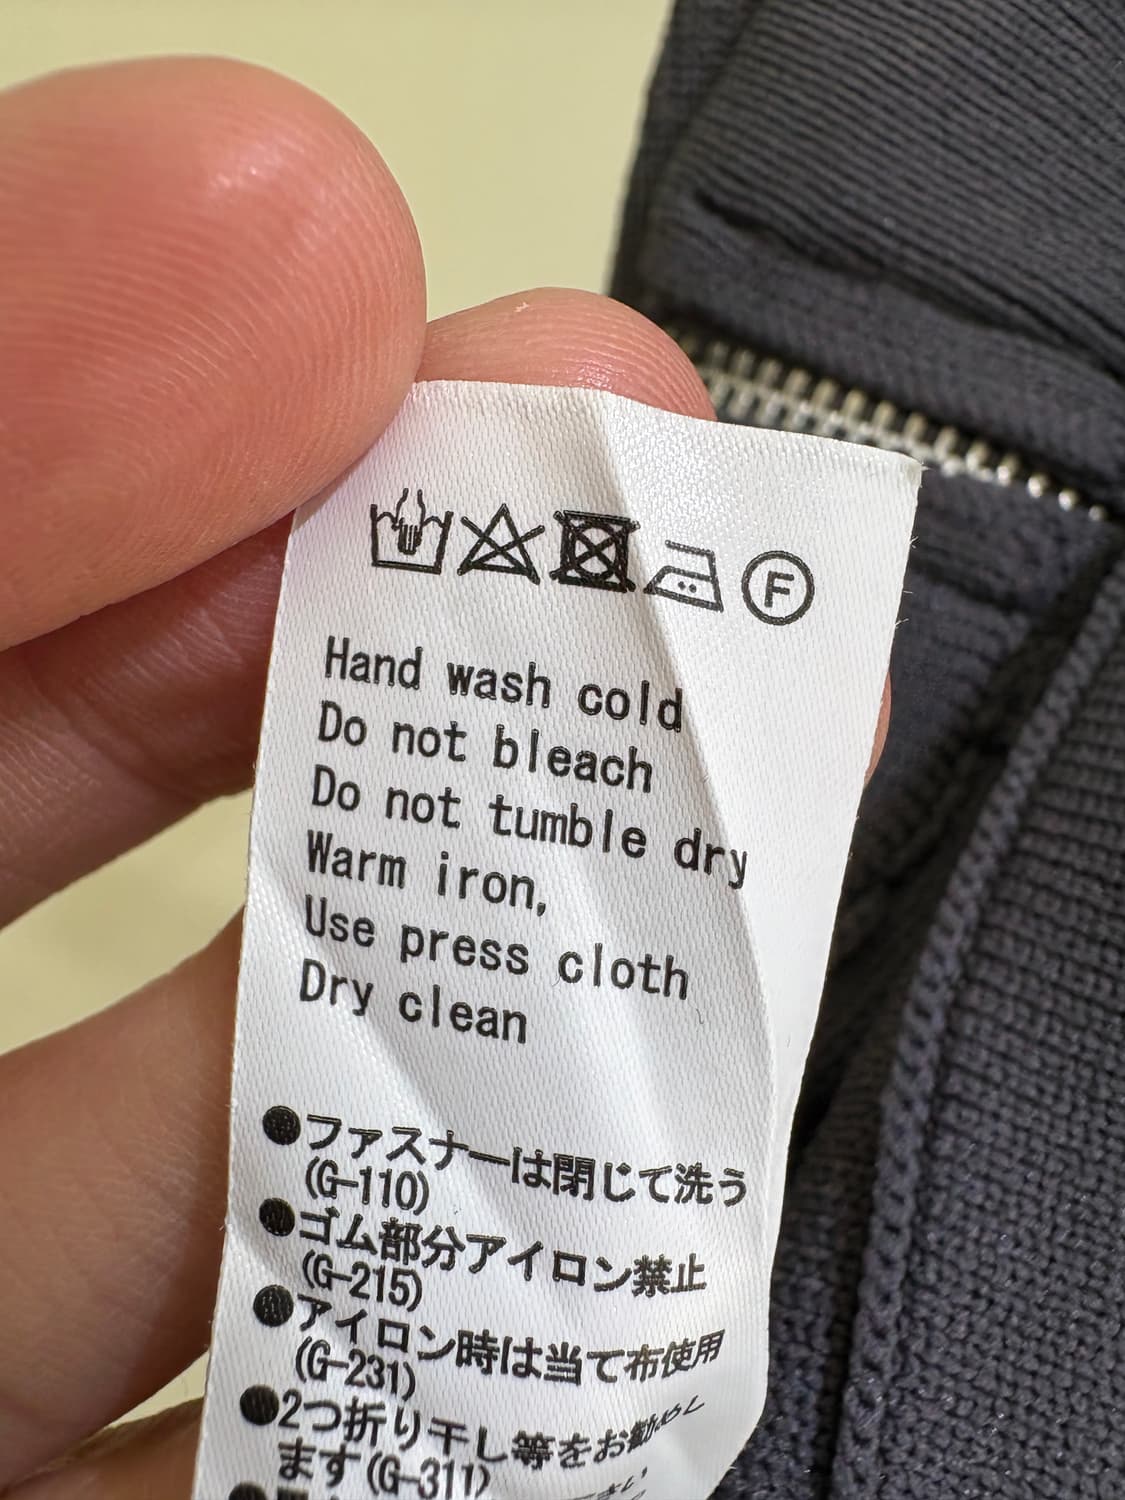 F
Hand wash cold
Do not bleach
Do not tumble dry
Warm iron,
Use press cloth
Dry clean
●ファスナーは閉じて洗う
(G-110)
●ゴム部分アイロン禁止
(G-215)
●アイロン時は当て布使用
(G-231)
●2つ折り干し等をお勧めし
ます(G-311)